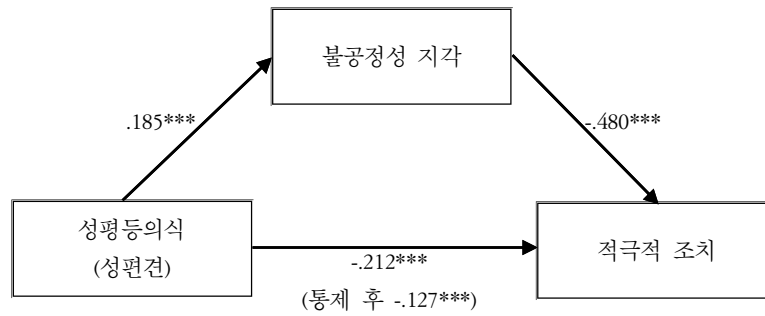 불공정성 지각
.185***
-.480***
성평등의식
(성편견)
적극적 조치
-.212***
(통제 후 -.127***)